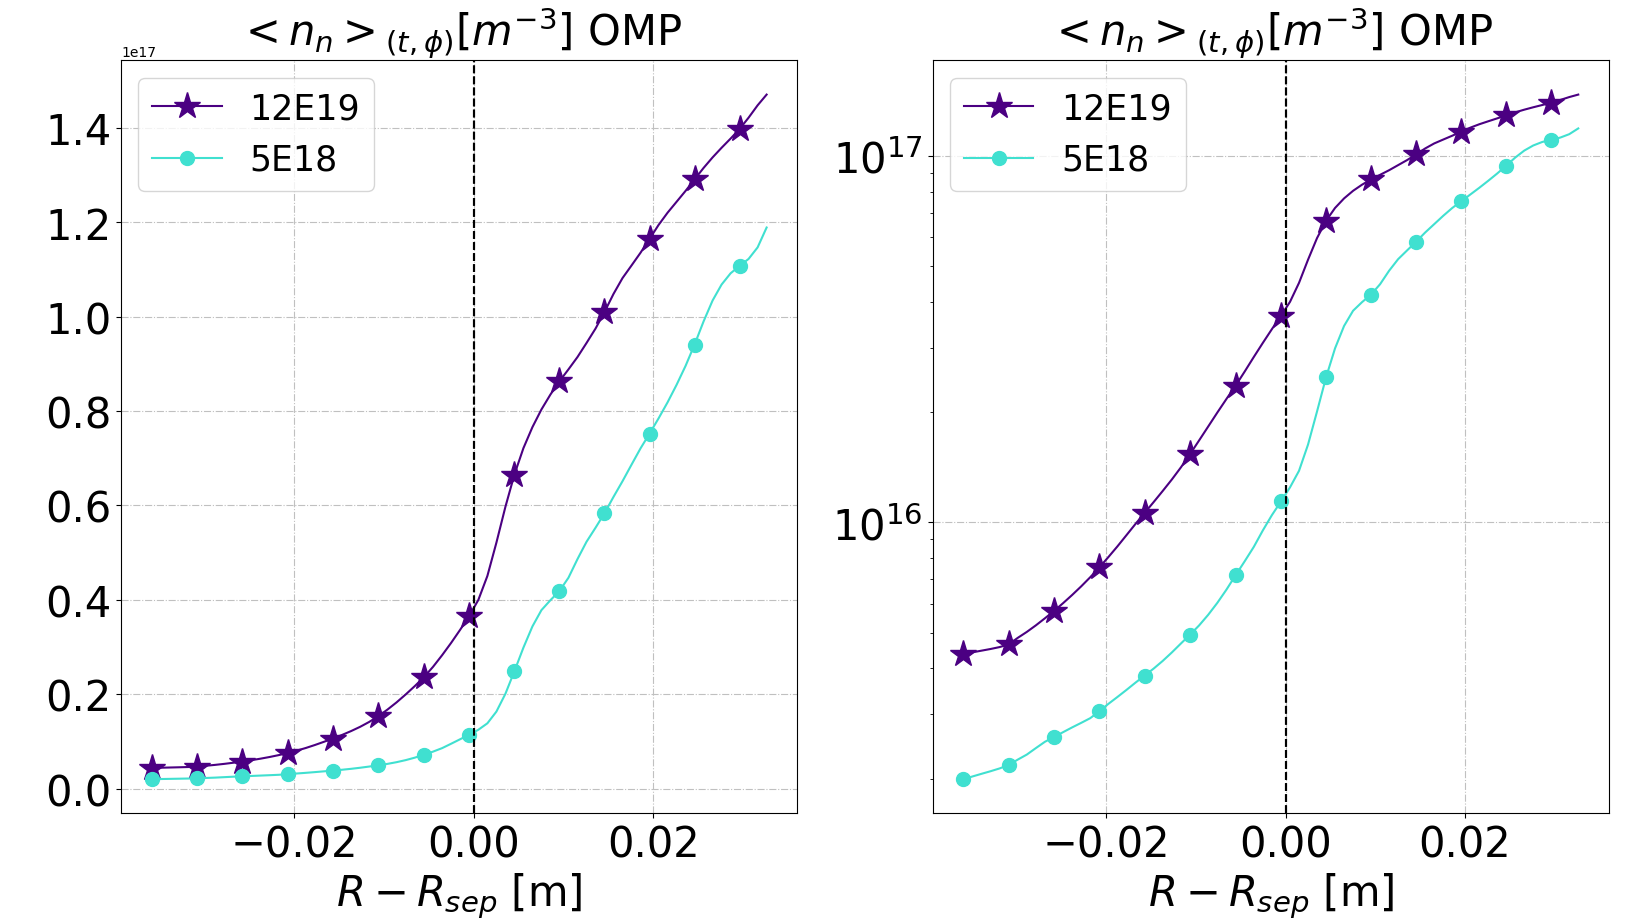 < n_n >_(t, ϕ)[m^−3] OMP
1e17
12E19
5E18
1.4
1.2
1.0
0.8
0.6
0.4
0.2
0.0
−0.02 0.00 0.02
R − R_sep [m]
< n_n >_(t, ϕ)[m^−3] OMP
12E19
5E18
10^17
10^16
−0.02 0.00 0.02
R − R_sep [m]